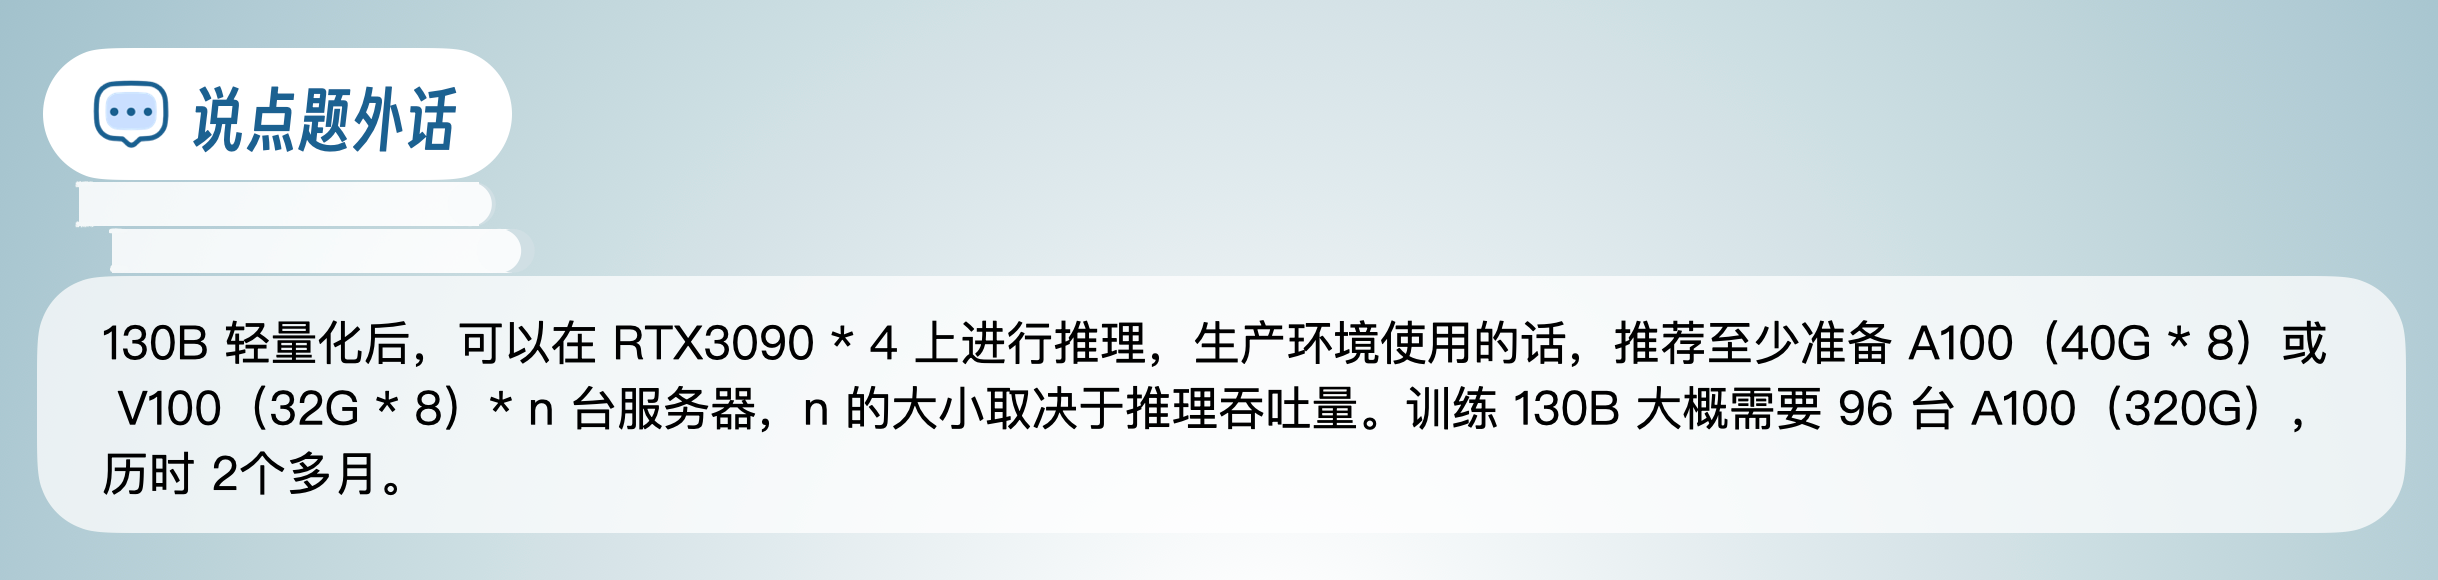 说点题外话
130B 轻量化后，可以在 RTX3090 * 4 上进行推理，生产环境使用的话，推荐至少准备 A100（40G * 8）或
V100（32G * 8）* n 台服务器，n 的大小取决于推理吞吐量。训练 130B 大概需要 96 台 A100（320G），
历时 2个多月。